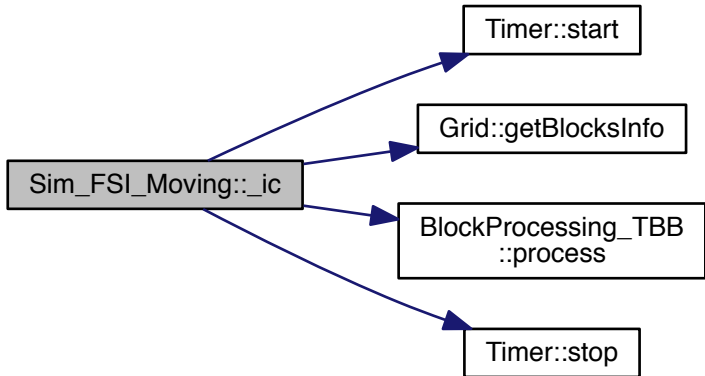 Timer::start
Grid::getBlocksInfo
Sim_FSI_Moving::_ic
BlockProcessing_TBB
::process
Timer::stop